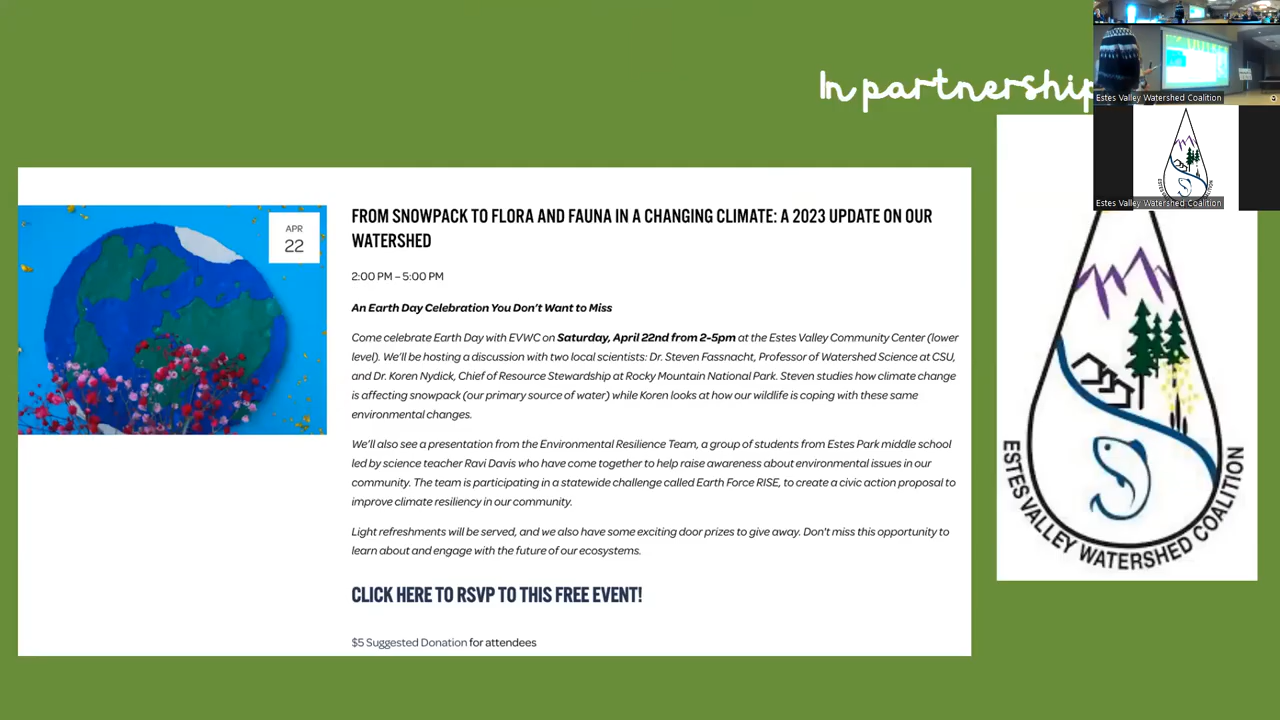 In partnership
Estes Valley Watershed Coalition
Estes Valley Watershed Coalition
APR
22
FROM SNOWPACK TO FLORA AND FAUNA IN A CHANGING CLIMATE: A 2023 UPDATE ON OUR
WATERSHED
2:00 PM – 5:00 PM
An Earth Day Celebration You Don't Want to Miss
Come celebrate Earth Day with EVWC on Saturday, April 22nd from 2-5pm at the Estes Valley Community Center (lower
level). We'll be hosting a discussion with two local scientists: Dr. Steven Fassnacht, Professor of Watershed Science at CSU,
and Dr. Koren Nydick, Chief of Resource Stewardship at Rocky Mountain National Park. Steven studies how climate change
is affecting snowpack (our primary source of water) while Koren looks at how our wildlife is coping with these same
environmental changes.
We'll also see a presentation from the Environmental Resilience Team, a group of students from Estes Park middle school
led by science teacher Ravi Davis who have come together to help raise awareness about environmental issues in our
community. The team is participating in a statewide challenge called Earth Force RISE, to create a civic action proposal to
improve climate resiliency in our community.
Light refreshments will be served, and we also have some exciting door prizes to give away. Don't miss this opportunity to
learn about and engage with the future of our ecosystems.
CLICK HERE TO RSVP TO THIS FREE EVENT!
$5 Suggested Donation for attendees
ESTES VALLEY WATERSHED COALITION